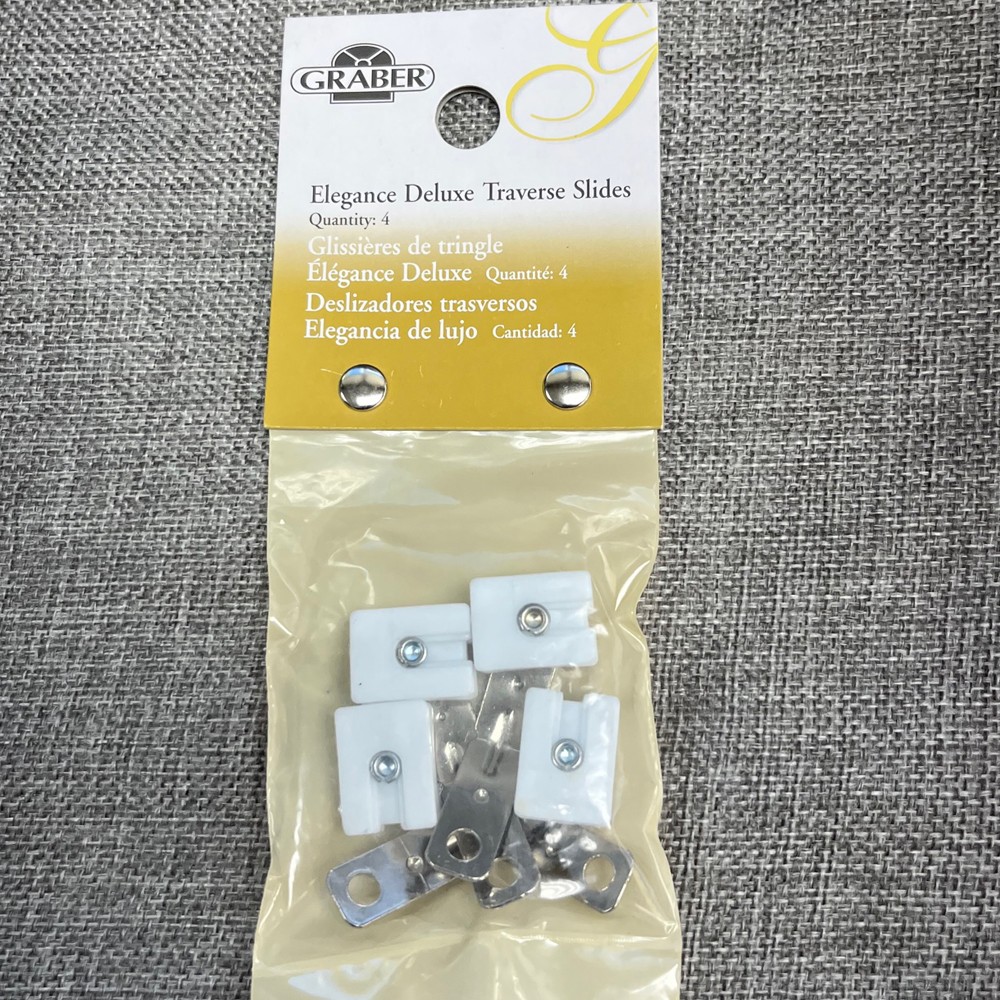 GRABER®
G
Elegance Deluxe Traverse Slides
Quantity: 4
Glissières de tringle
Élégance Deluxe Quantité: 4
Deslizadores trasversos
Elegancia de lujo Cantidad: 4